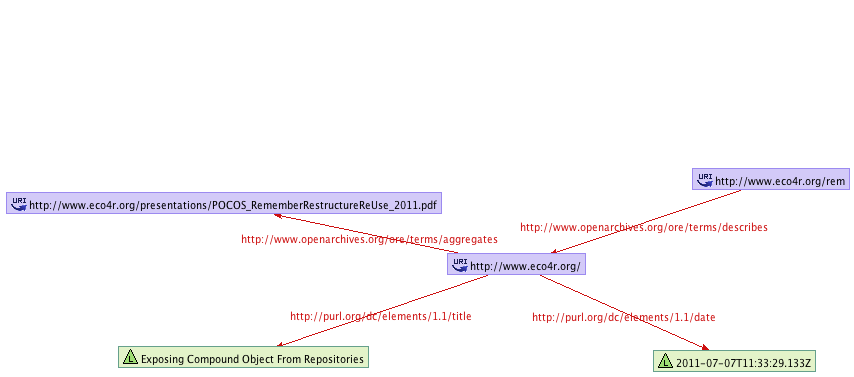 URI http://www.eco4r.org/rem
URI http://www.eco4r.org/presentations/POCOS_RememberRestructureReUse_2011.pdf
http://www.openarchives.org/ore/terms/describes
http://www.openarchives.org/ore/terms/aggregates
URI http://www.eco4r.org/
http://purl.org/dc/elements/1.1/title
http://purl.org/dc/elements/1.1/date
L Exposing Compound Object From Repositories
L 2011-07-07T11:33:29.133Z